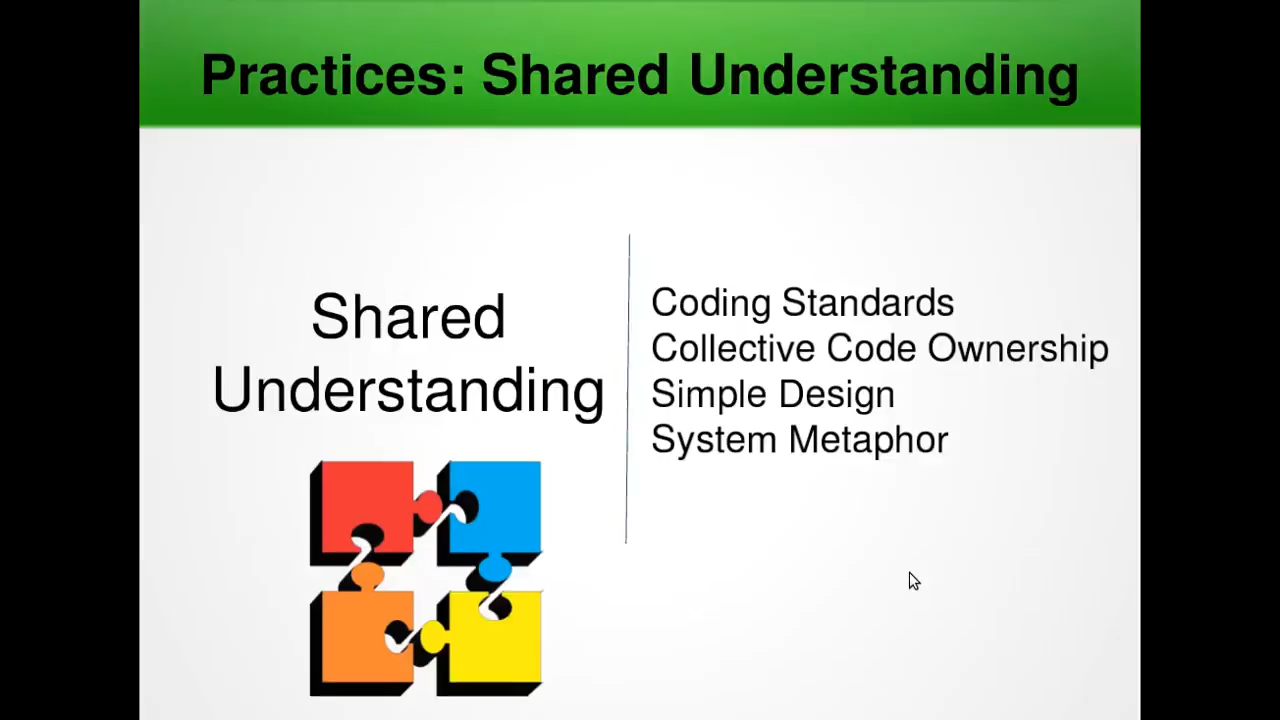 Practices: Shared Understanding
Shared
Understanding
Coding Standards
Collective Code Ownership
Simple Design
System Metaphor